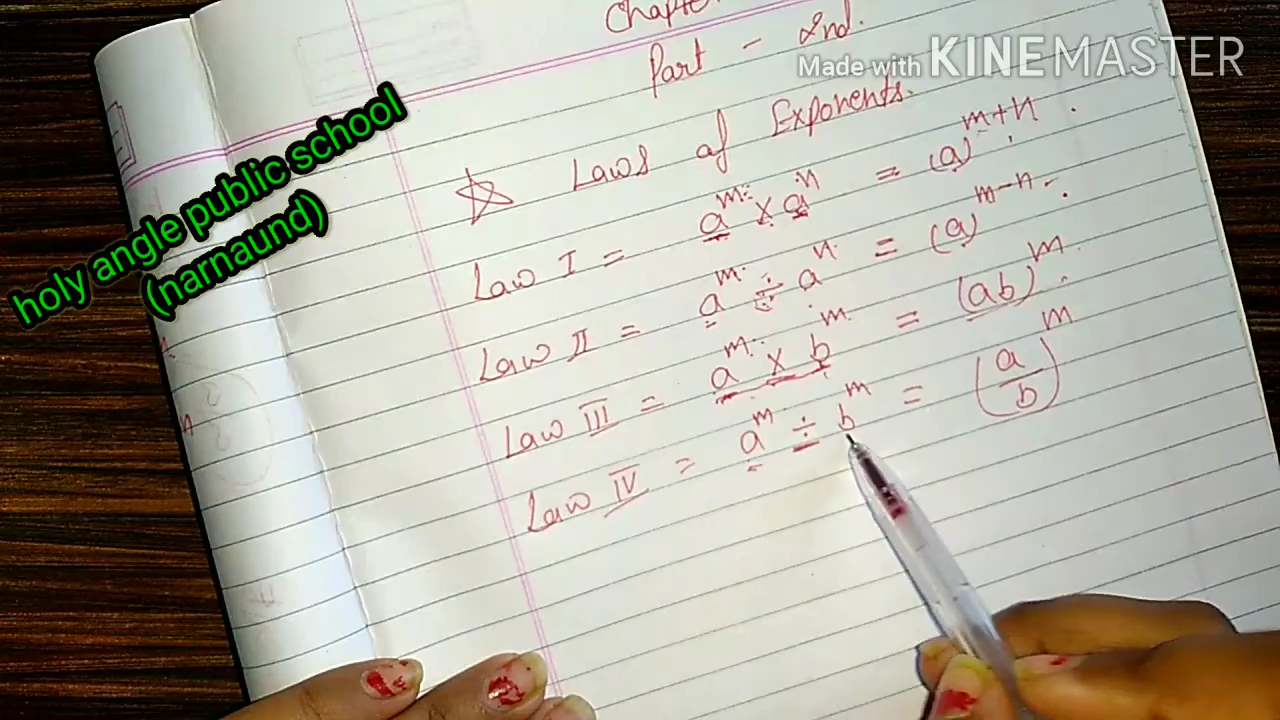 Chapte
Part - 2nd.
Made with KINEMASTER
☆ Laws of Exponents.
Law I = a^m × a^n = (a)^m+n .
Law II = a^m ÷ a^n = (a)^m-n .
Law III = a^m × b^m = (ab)^m .
Law IV = a^m ÷ b^m = (a/b)^m
holy angle public school
(narnaund)